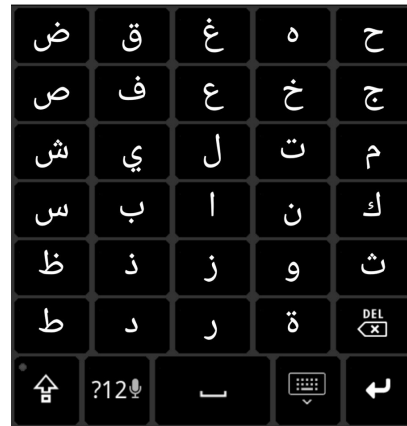 ح ه غ ق ض
ج خ ع ف ص
م ت ل ي ش
ك ن ا ب س
ث و ز ذ ظ
DEL ة ر د ط
?12